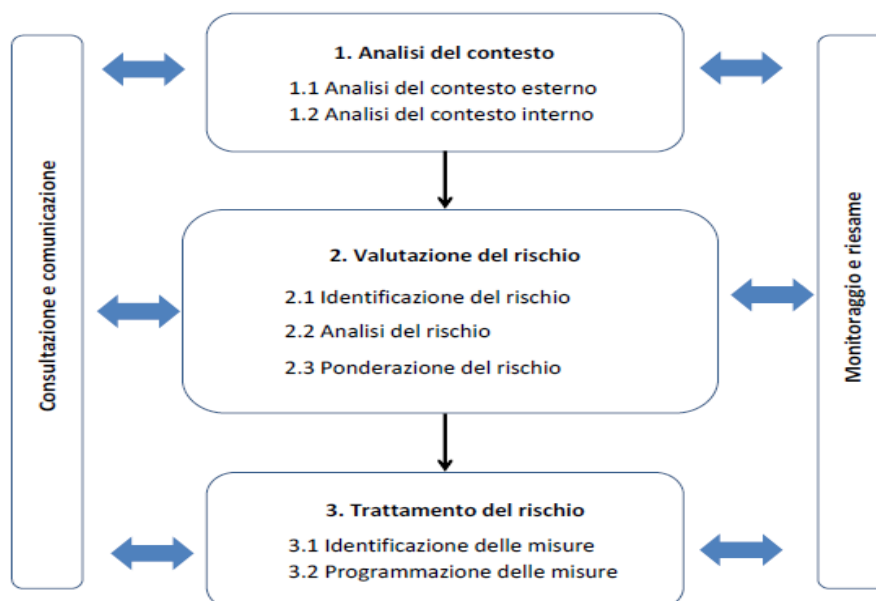 Consultazione e comunicazione
1. Analisi del contesto
1.1 Analisi del contesto esterno
1.2 Analisi del contesto interno
2. Valutazione del rischio
2.1 Identificazione del rischio
2.2 Analisi del rischio
2.3 Ponderazione del rischio
3. Trattamento del rischio
3.1 Identificazione delle misure
3.2 Programmazione delle misure
Monitoraggio e riesame